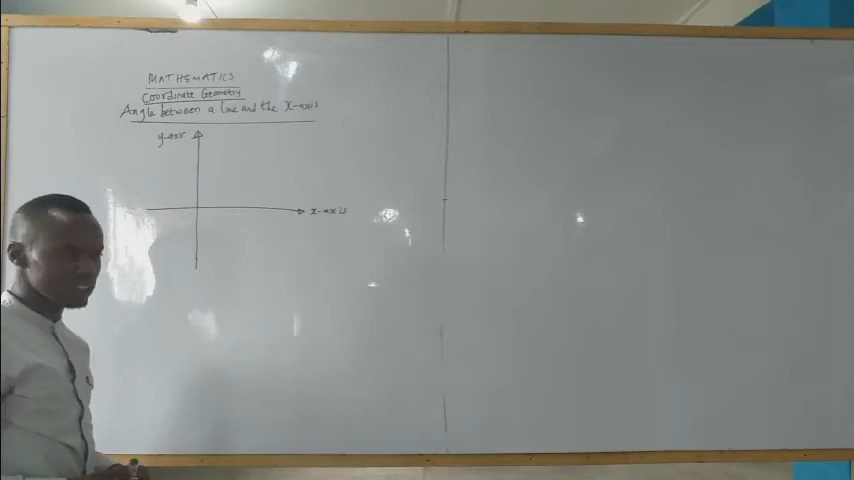 MATHEMATICS
Coordinate Geometry
Angle between a line and the x-axis
y-axis
x-axis